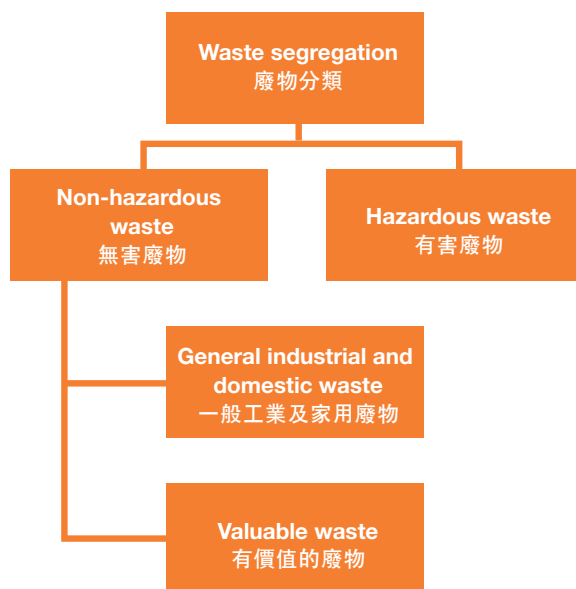 Waste segregation
廢物分類
Non-hazardous
waste
無害廢物
Hazardous waste
有害廢物
General industrial and
domestic waste
一般工業及家用廢物
Valuable waste
有價值的廢物